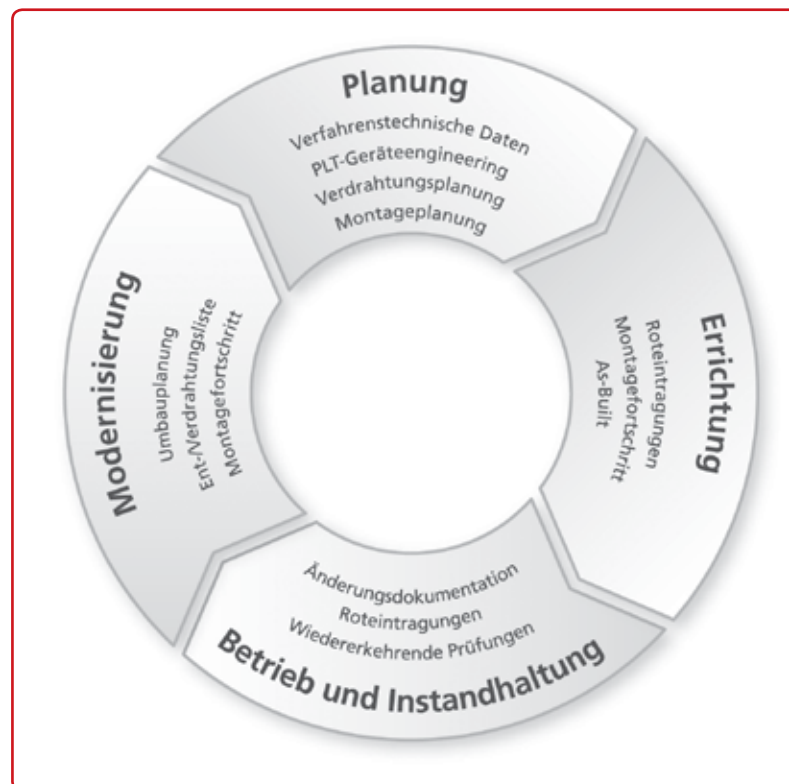 Planung
Verfahrenstechnische Daten
PLT-Geräteengineering
Verdrahtungsplanung
Montageplanung
Errichtung
Roteintragungen
Montagefortschritt
As-Built
Änderungsdokumentation
Roteintragungen
Wiedererkehrende Prüfungen
Betrieb und Instandhaltung
Modernisierung
Umbauplanung
Ent-/Verdrahtungsliste
Montagefortschritt